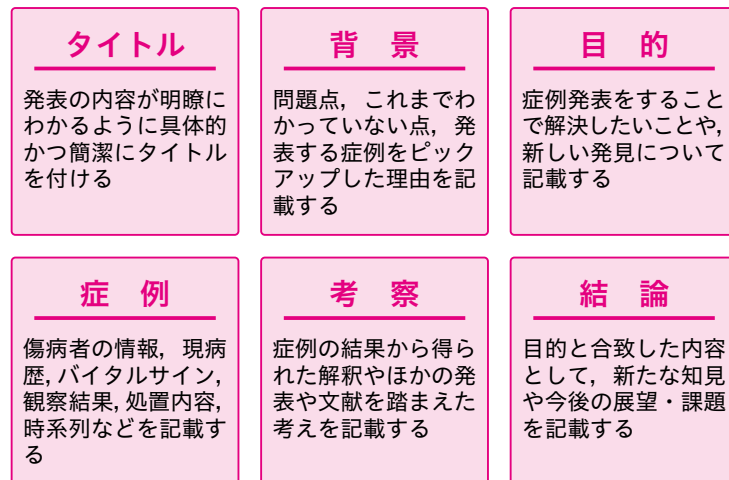 タイトル
発表の内容が明瞭に
わかるように具体的
かつ簡潔にタイトル
を付ける
背　景
問題点，これまでわ
かっていない点，発
表する症例をピック
アップした理由を記
載する
目　的
症例発表をすること
で解決したいことや，
新しい発見について
記載する
症　例
傷病者の情報，現病
歴，バイタルサイン，
観察結果，処置内容，
時系列などを記載す
る
考　察
症例の結果から得ら
れた解釈やほかの発
表や文献を踏まえた
考えを記載する
結　論
目的と合致した内容
として，新たな知見
や今後の展望・課題
を記載する